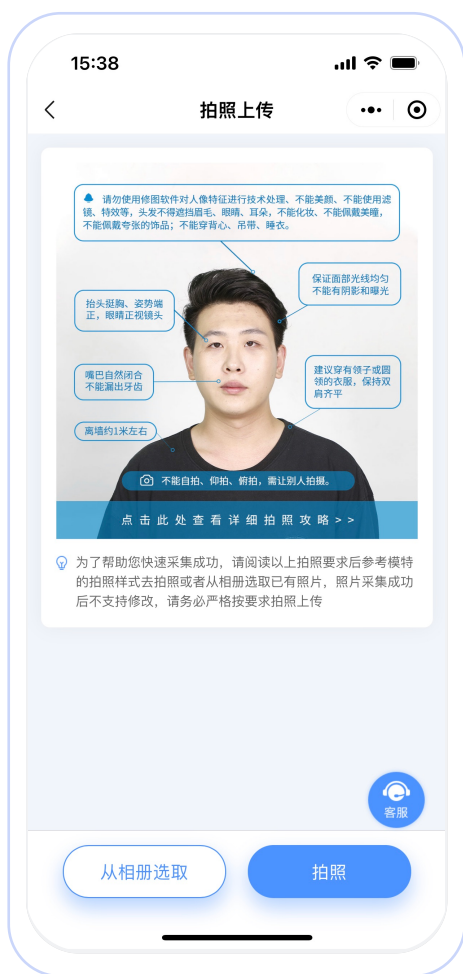 15:38
拍照上传
请勿使用修图软件对人像特征进行技术处理、不能美颜、不能使用滤
镜、特效等，头发不得遮挡眉毛、眼睛、耳朵，不能化妆、不能佩戴美瞳，
不能佩戴夸张的饰品；不能穿背心、吊带、睡衣。
保证面部光线均匀
不能有阴影和曝光
抬头挺胸、姿势端
正，眼睛正视镜头
嘴巴自然闭合
不能漏出牙齿
建议穿有领子或圆
领的衣服，保持双
肩齐平
离墙约1米左右
不能自拍、仰拍、俯拍，需让别人拍摄。
点击此处查看详细拍照攻略>>
为了帮助您快速采集成功，请阅读以上拍照要求后参考模特
的拍照样式去拍照或者从相册选取已有照片，照片采集成功
后不支持修改，请务必严格按要求拍照上传
客服
从相册选取
拍照